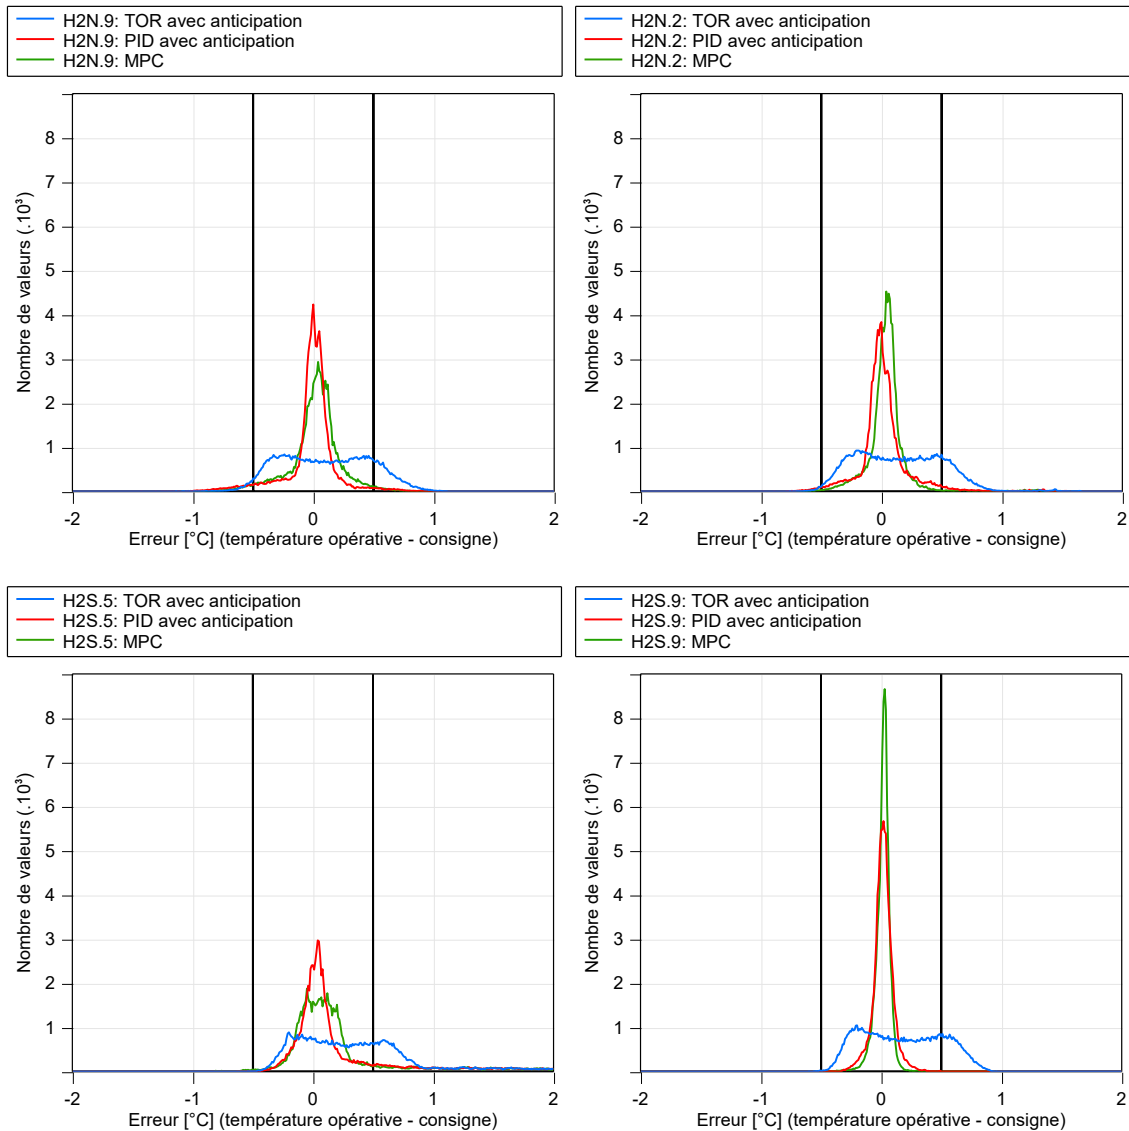 H2N.9: TOR avec anticipation
H2N.9: PID avec anticipation
H2N.9: MPC
8
7
6
5
4
3
2
1
Nombre de valeurs (.10³)
-2 -1 0 1 2
Erreur [°C] (température opérative - consigne)
H2N.2: TOR avec anticipation
H2N.2: PID avec anticipation
H2N.2: MPC
8
7
6
5
4
3
2
1
Nombre de valeurs (.10³)
-2 -1 0 1 2
Erreur [°C] (température opérative - consigne)
H2S.5: TOR avec anticipation
H2S.5: PID avec anticipation
H2S.5: MPC
8
7
6
5
4
3
2
1
Nombre de valeurs (.10³)
-2 -1 0 1 2
Erreur [°C] (température opérative - consigne)
H2S.9: TOR avec anticipation
H2S.9: PID avec anticipation
H2S.9: MPC
8
7
6
5
4
3
2
1
Nombre de valeurs (.10³)
-2 -1 0 1 2
Erreur [°C] (température opérative - consigne)